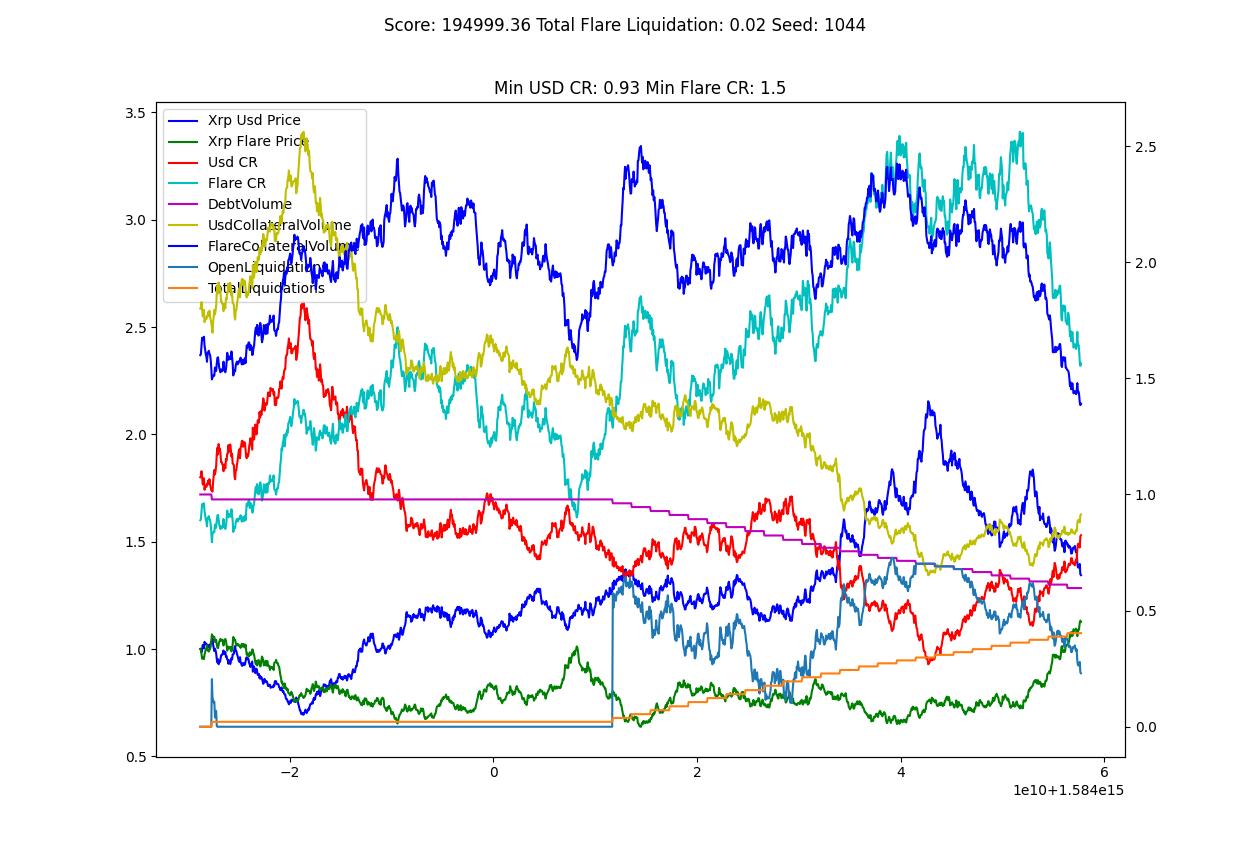 Score: 194999.36 Total Flare Liquidation: 0.02 Seed: 1044
Min USD CR: 0.93 Min Flare CR: 1.5
Xrp Usd Price
Xrp Flare Price
Usd CR
Flare CR
DebtVolume
UsdCollateralVolume
FlareCollateralVolume
OpenLiquidations
TotalLiquidations
3.5
3.0
2.5
2.0
1.5
1.0
0.5
2.5
2.0
1.5
1.0
0.5
0.0
−2 0 2 4 6
1e10+1.584e15